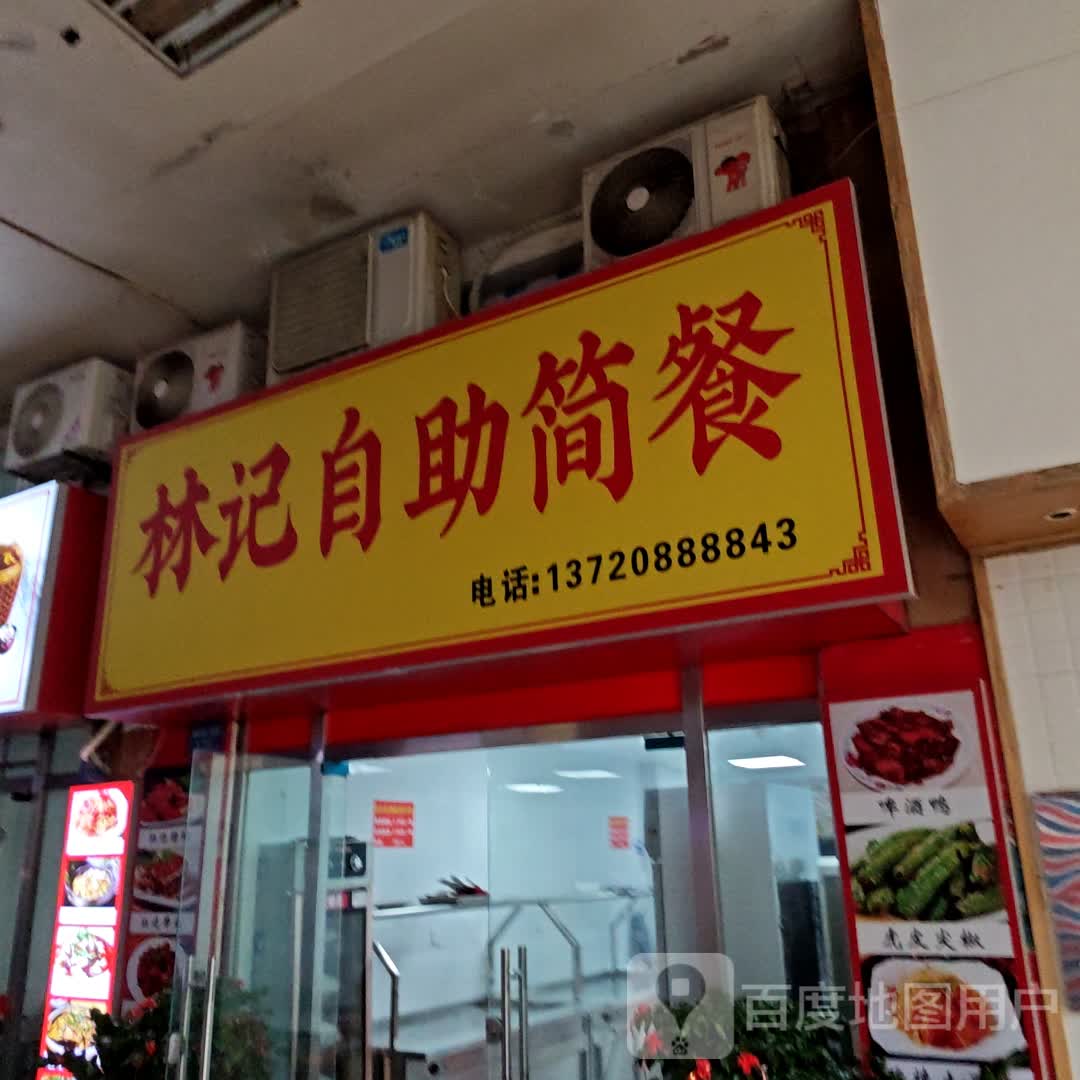 林记自助简餐
电话:13720888843
啤酒鸭
虎皮尖椒
百度地图用户